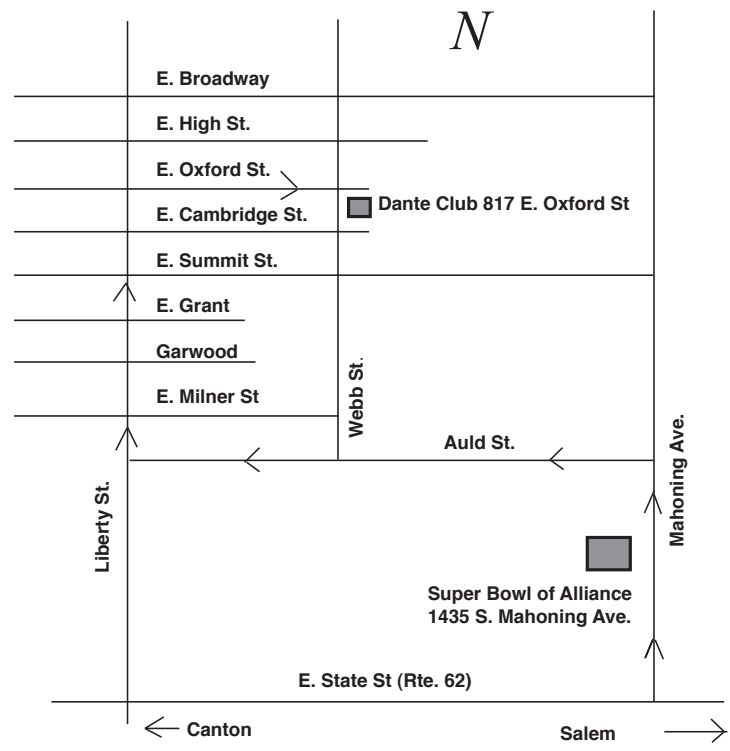 N
E. Broadway
E. High St.
E. Oxford St.
Dante Club 817 E. Oxford St
E. Cambridge St.
E. Summit St.
E. Grant
Garwood
E. Milner St
Webb St.
Auld St.
Mahoning Ave.
Liberty St.
Super Bowl of Alliance
1435 S. Mahoning Ave.
E. State St (Rte. 62)
Canton
Salem